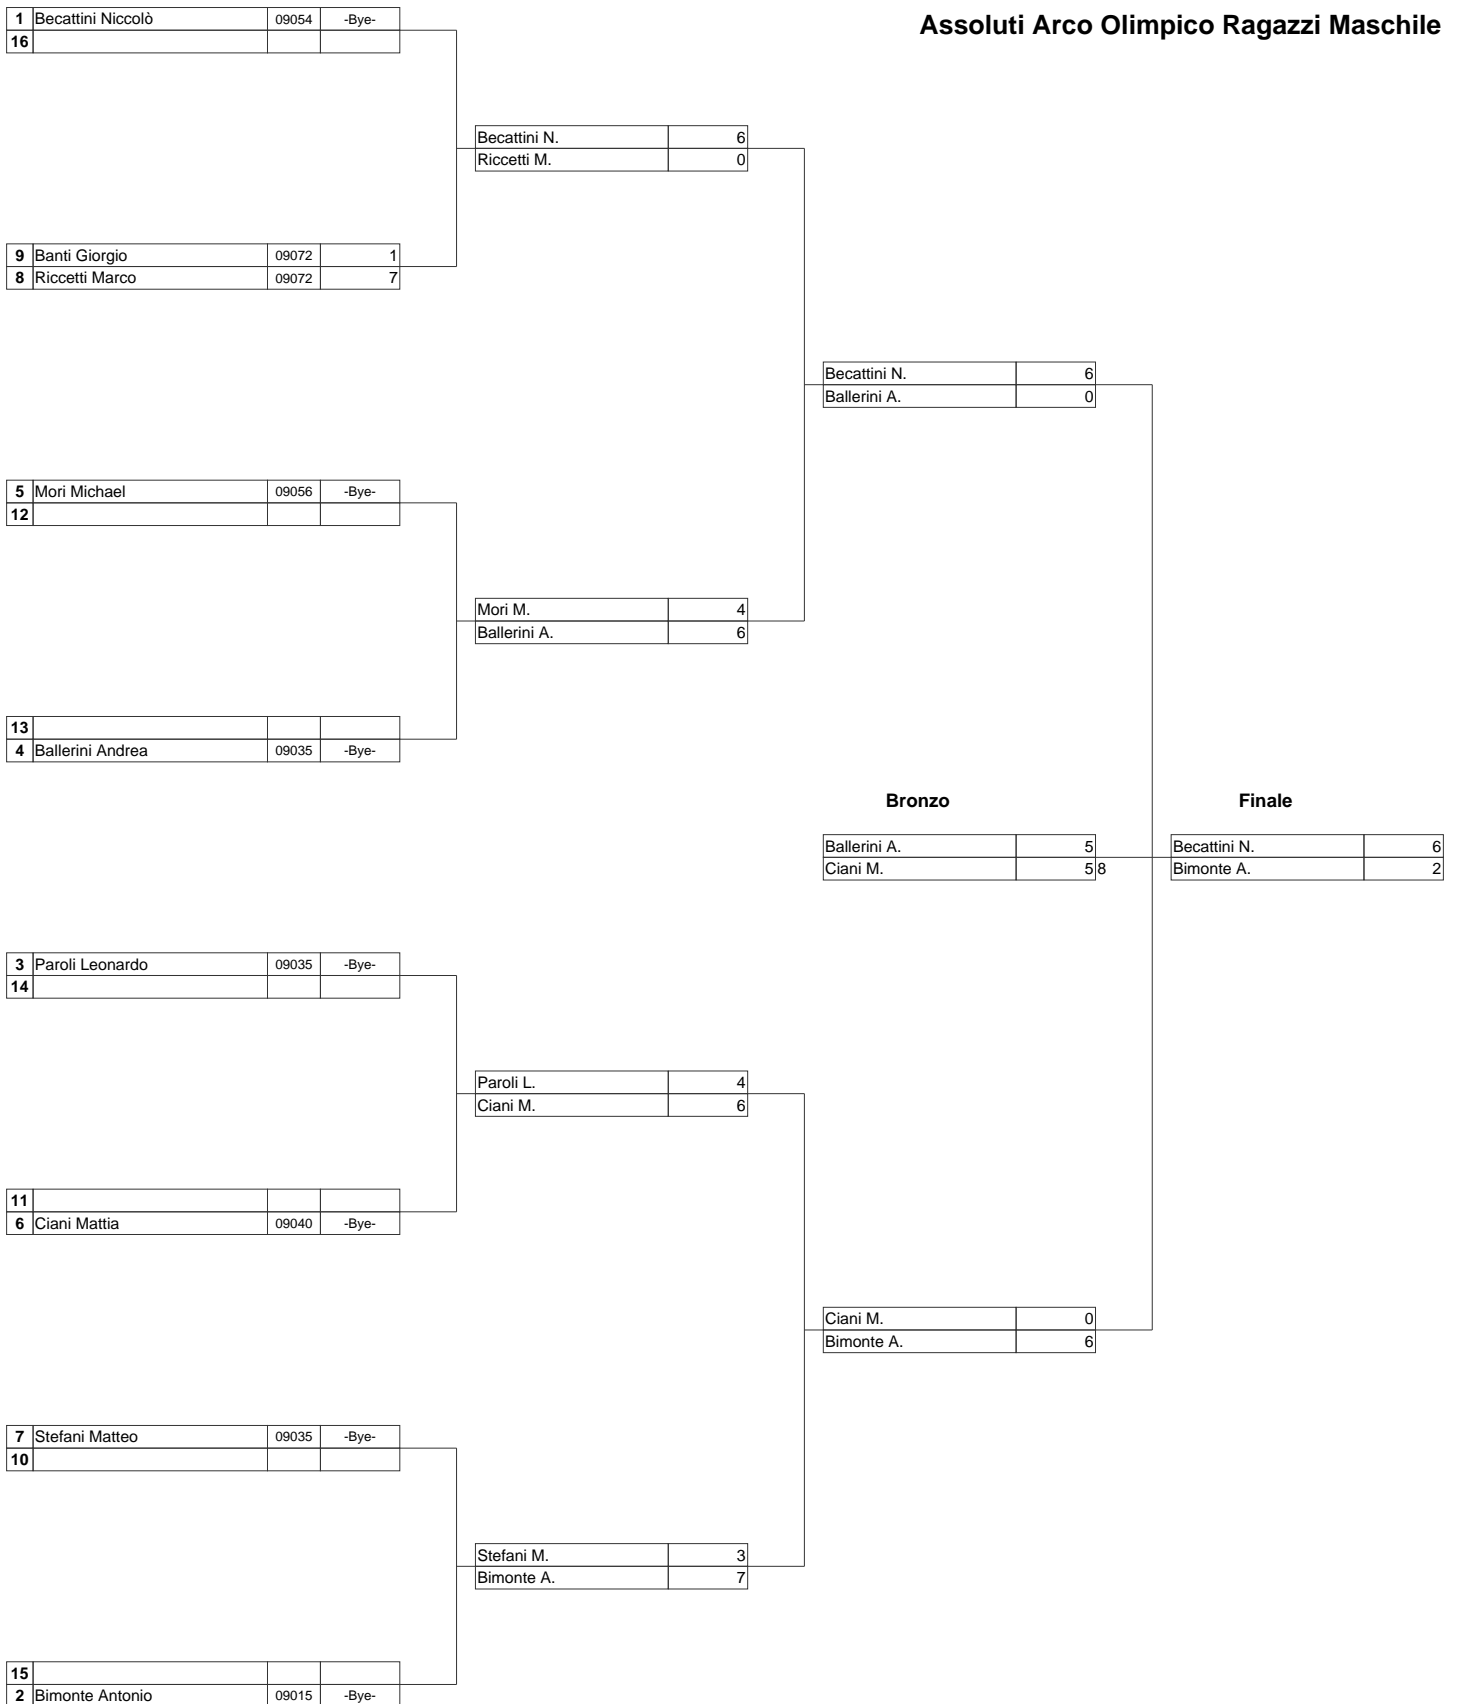 Assoluti Arco Olimpico Ragazzi Maschile
1 Becattini Niccolò 09054 -Bye-
16
Becattini N. 6
Riccetti M. 0
9 Banti Giorgio 09072 1
8 Riccetti Marco 09072 7
Becattini N. 6
Ballerini A. 0
5 Mori Michael 09056 -Bye-
12
Mori M. 4
Ballerini A. 6
13
4 Ballerini Andrea 09035 -Bye-
Bronzo Finale
Ballerini A. 5 Becattini N. 6
Ciani M. 5 8 Bimonte A. 2
3 Paroli Leonardo 09035 -Bye-
14
Paroli L. 4
Ciani M. 6
11
6 Ciani Mattia 09040 -Bye-
Ciani M. 0
Bimonte A. 6
7 Stefani Matteo 09035 -Bye-
10
Stefani M. 3
Bimonte A. 7
15
2 Bimonte Antonio 09015 -Bye-